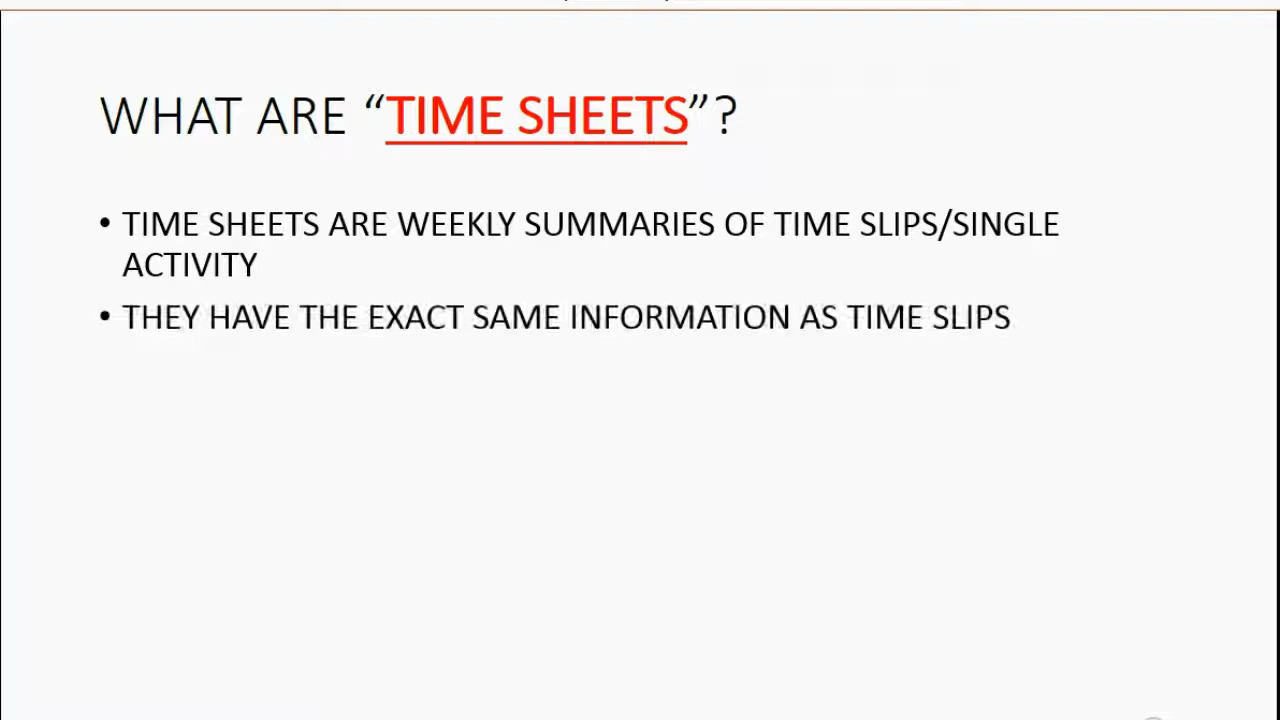 WHAT ARE “TIME SHEETS”?
• TIME SHEETS ARE WEEKLY SUMMARIES OF TIME SLIPS/SINGLE
ACTIVITY
• THEY HAVE THE EXACT SAME INFORMATION AS TIME SLIPS